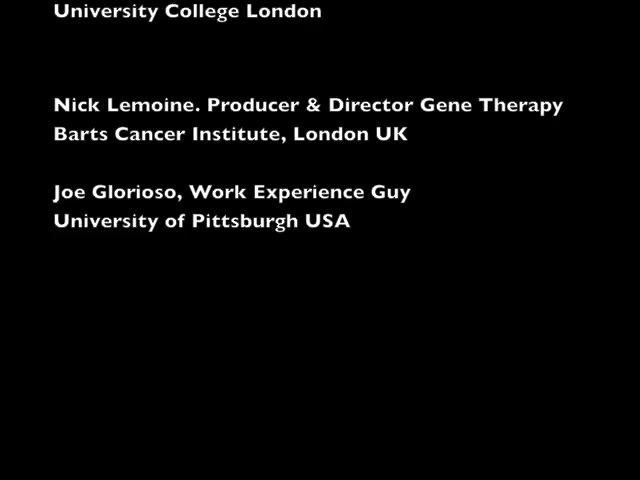 University College London
Nick Lemoine. Producer & Director Gene Therapy
Barts Cancer Institute, London UK
Joe Glorioso, Work Experience Guy
University of Pittsburgh USA